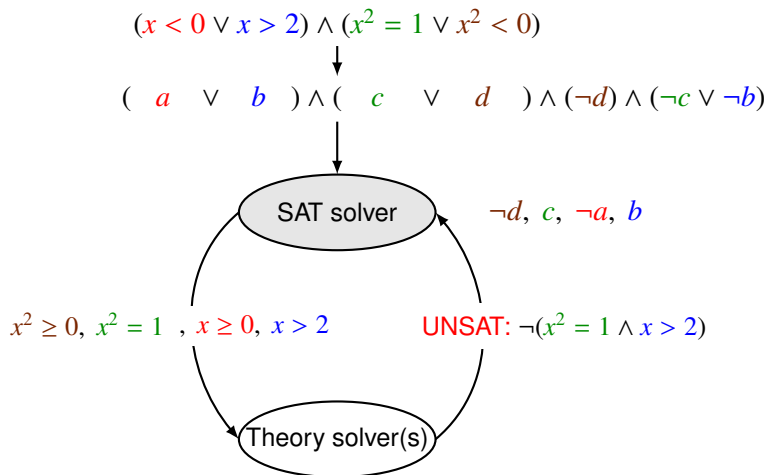 (x < 0 ∨ x > 2) ∧ (x² = 1 ∨ x² < 0)
( a ∨ b ) ∧ ( c ∨ d ) ∧ (¬d) ∧ (¬c ∨ ¬b)
SAT solver
¬d, c, ¬a, b
x² ≥ 0, x² = 1 , x ≥ 0, x > 2
UNSAT: ¬(x² = 1 ∧ x > 2)
Theory solver(s)